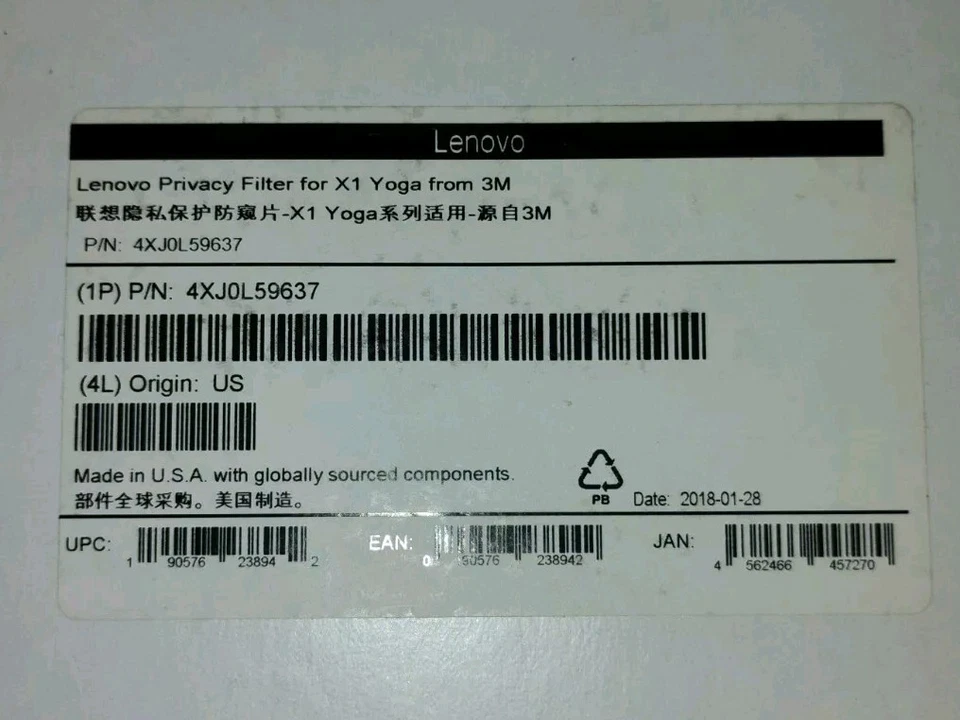 Lenovo
Lenovo Privacy Filter for X1 Yoga from 3M
联想隐私保护防窥片-X1 Yoga系列适用-源自3M
P/N: 4XJ0L59637
(1P) P/N: 4XJ0L59637
(4L) Origin: US
Made in U.S.A. with globally sourced components.
部件全球采购。美国制造。
PB
Date: 2018-01-28
UPC: 1 90576 23894 2
EAN: 0 90576 238942
JAN: 4 562466 457270